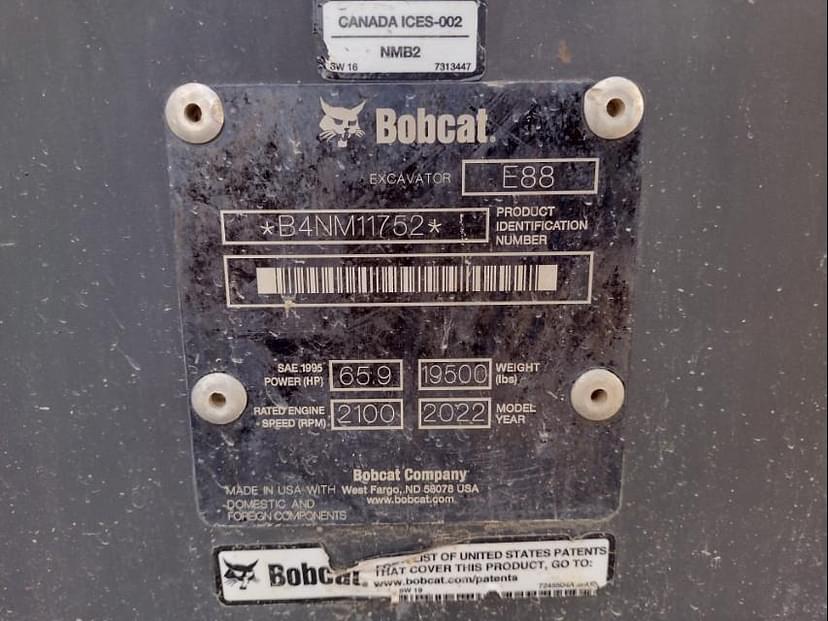 CANADA ICES-002
NMB2
SW 16 7313447
Bobcat.
EXCAVATOR E88
*B4NM11752* PRODUCT
IDENTIFICATION
NUMBER
SAE 1995
POWER (HP) 65.9 19500 WEIGHT
(lbs)
RATED ENGINE
SPEED (RPM) 2100 2022 MODEL
YEAR
Bobcat Company
MADE IN USA WITH West Fargo, ND 58078 USA
DOMESTIC AND www.bobcat.com
FOREIGN COMPONENTS
Bobcat. LIST OF UNITED STATES PATENTS
THAT COVER THIS PRODUCT, GO TO:
www.bobcat.com/patents
SW 19